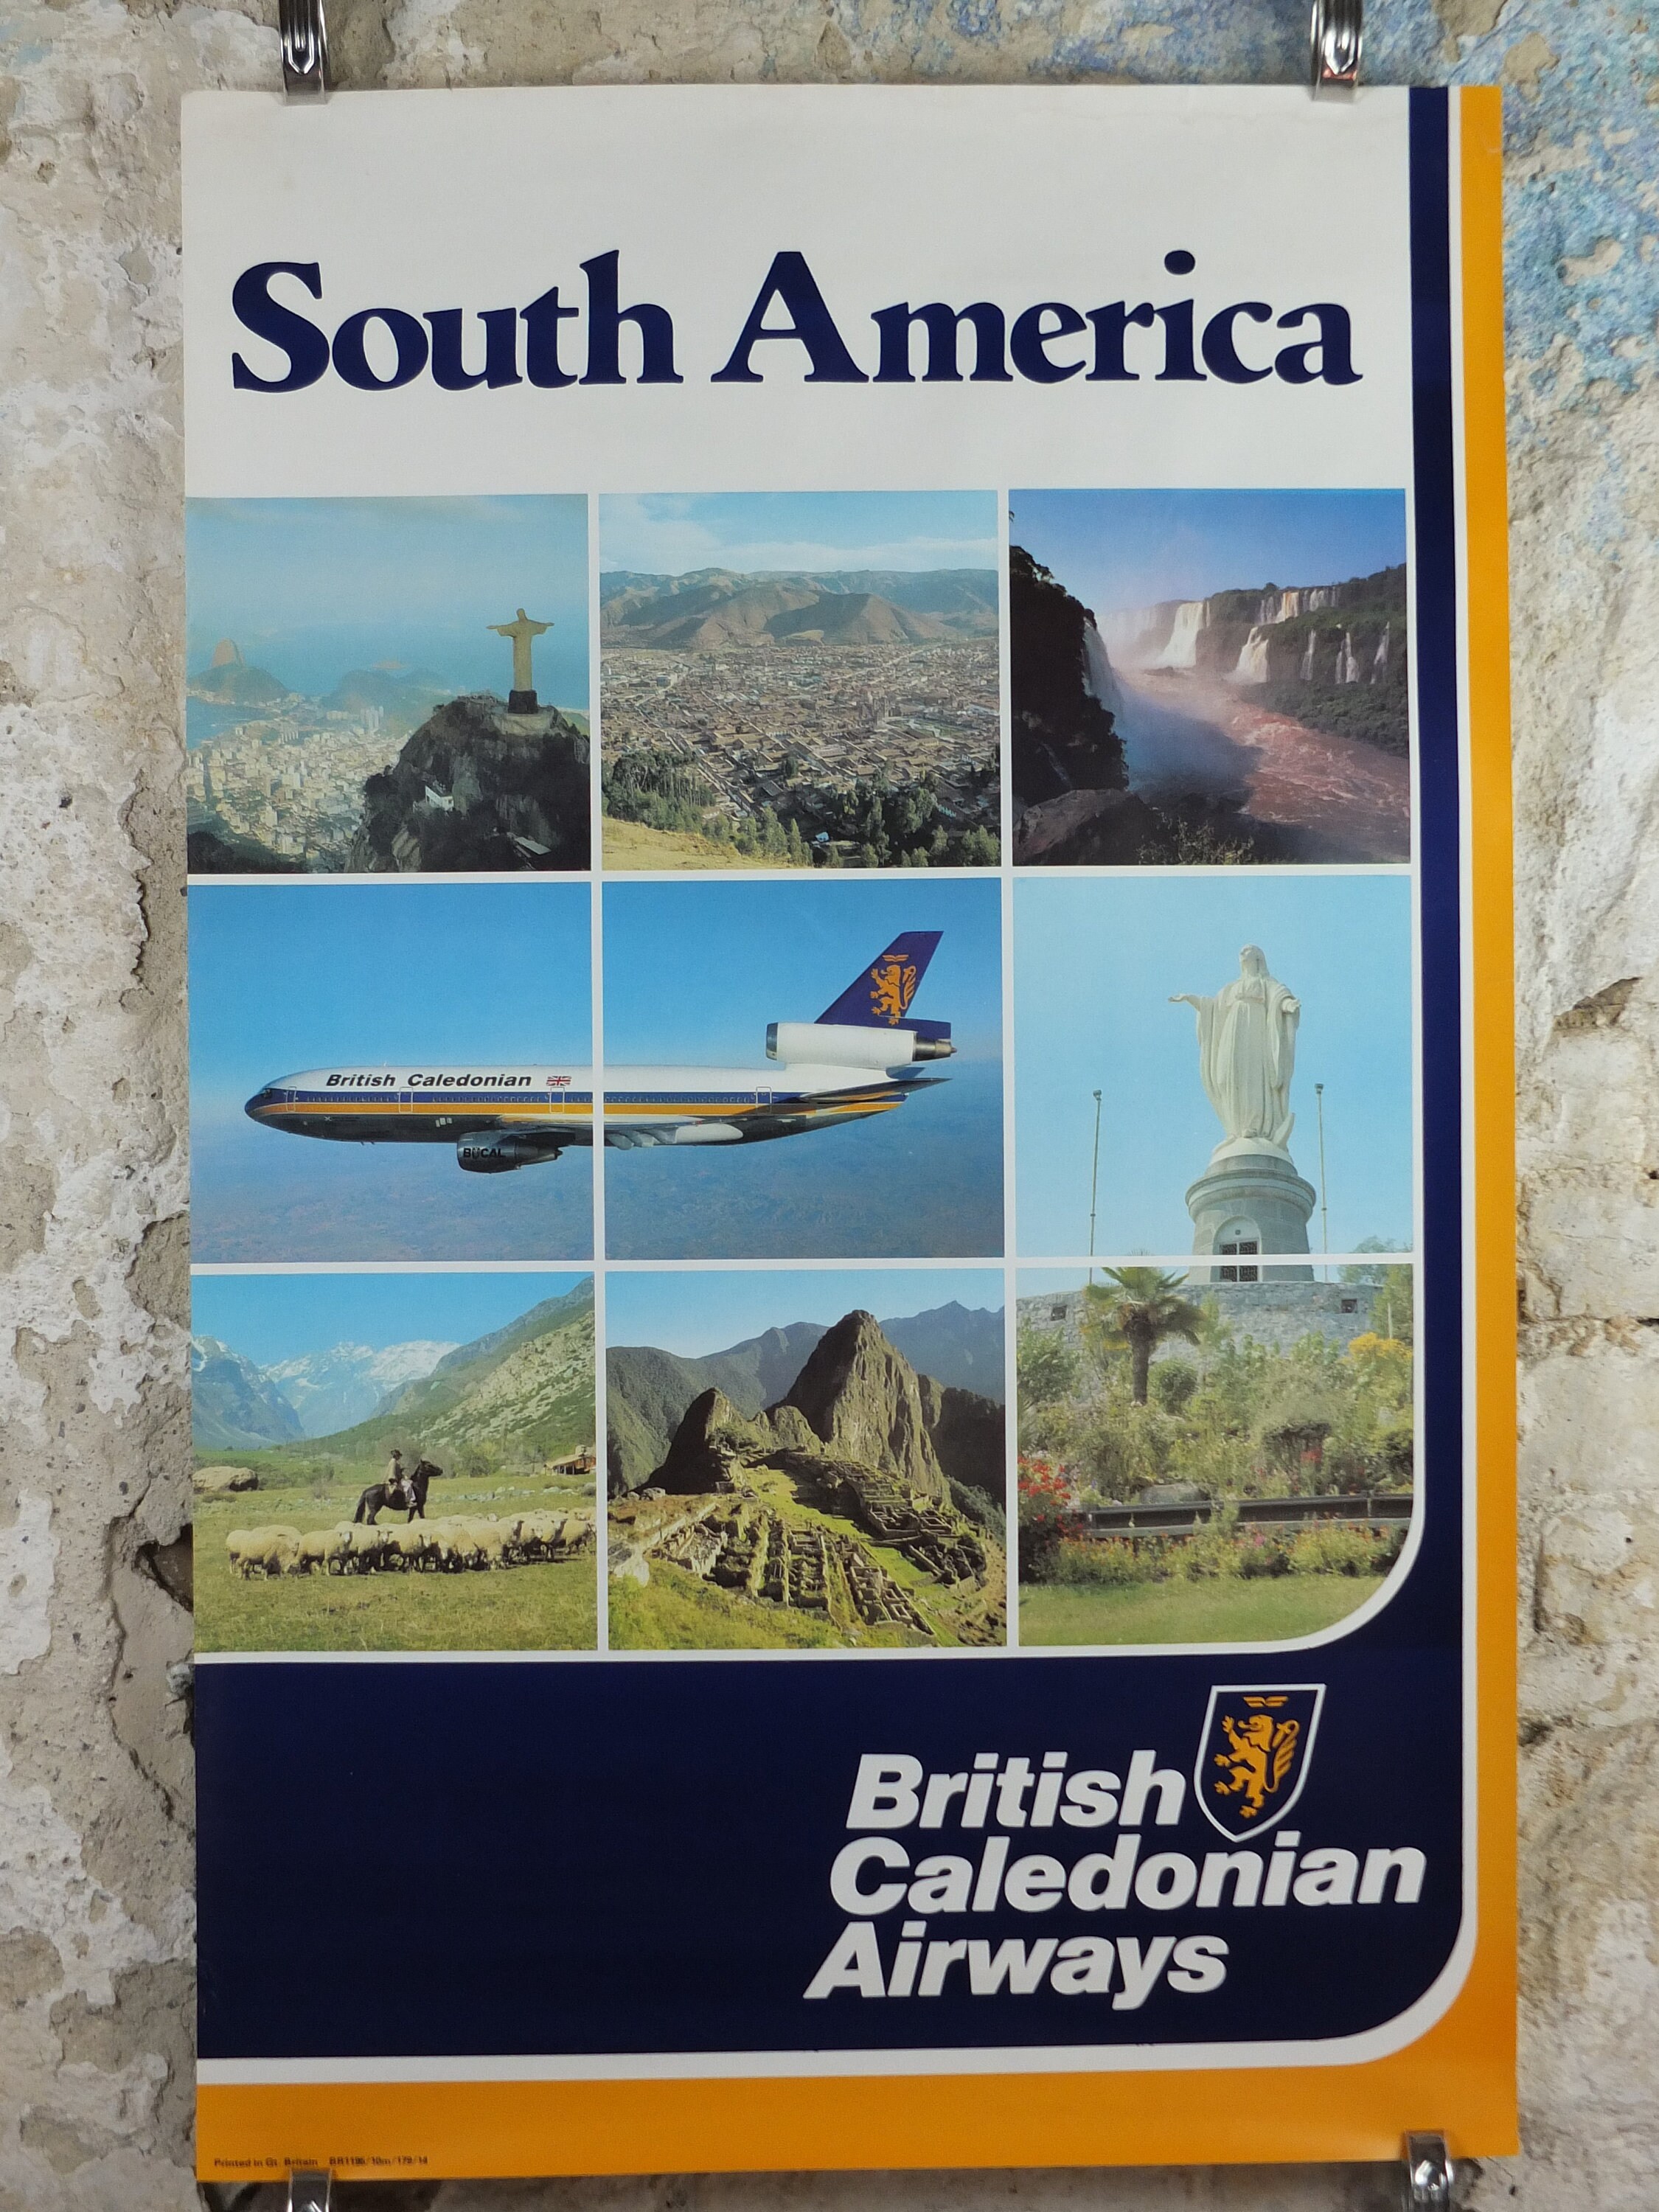 South America
British Caledonian
BCAL
British
Caledonian
Airways
Printed in Gt. Britain